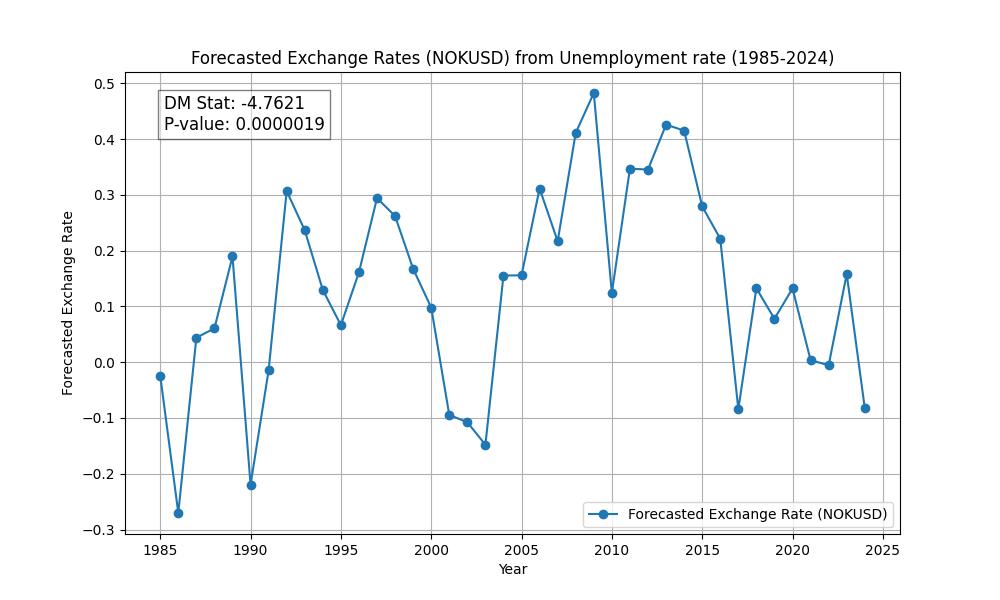 Forecasted Exchange Rates (NOKUSD) from Unemployment rate (1985-2024)
DM Stat: -4.7621
P-value: 0.0000019
Forecasted Exchange Rate
0.5
0.4
0.3
0.2
0.1
0.0
−0.1
−0.2
−0.3
Forecasted Exchange Rate (NOKUSD)
1985 1990 1995 2000 2005 2010 2015 2020 2025
Year